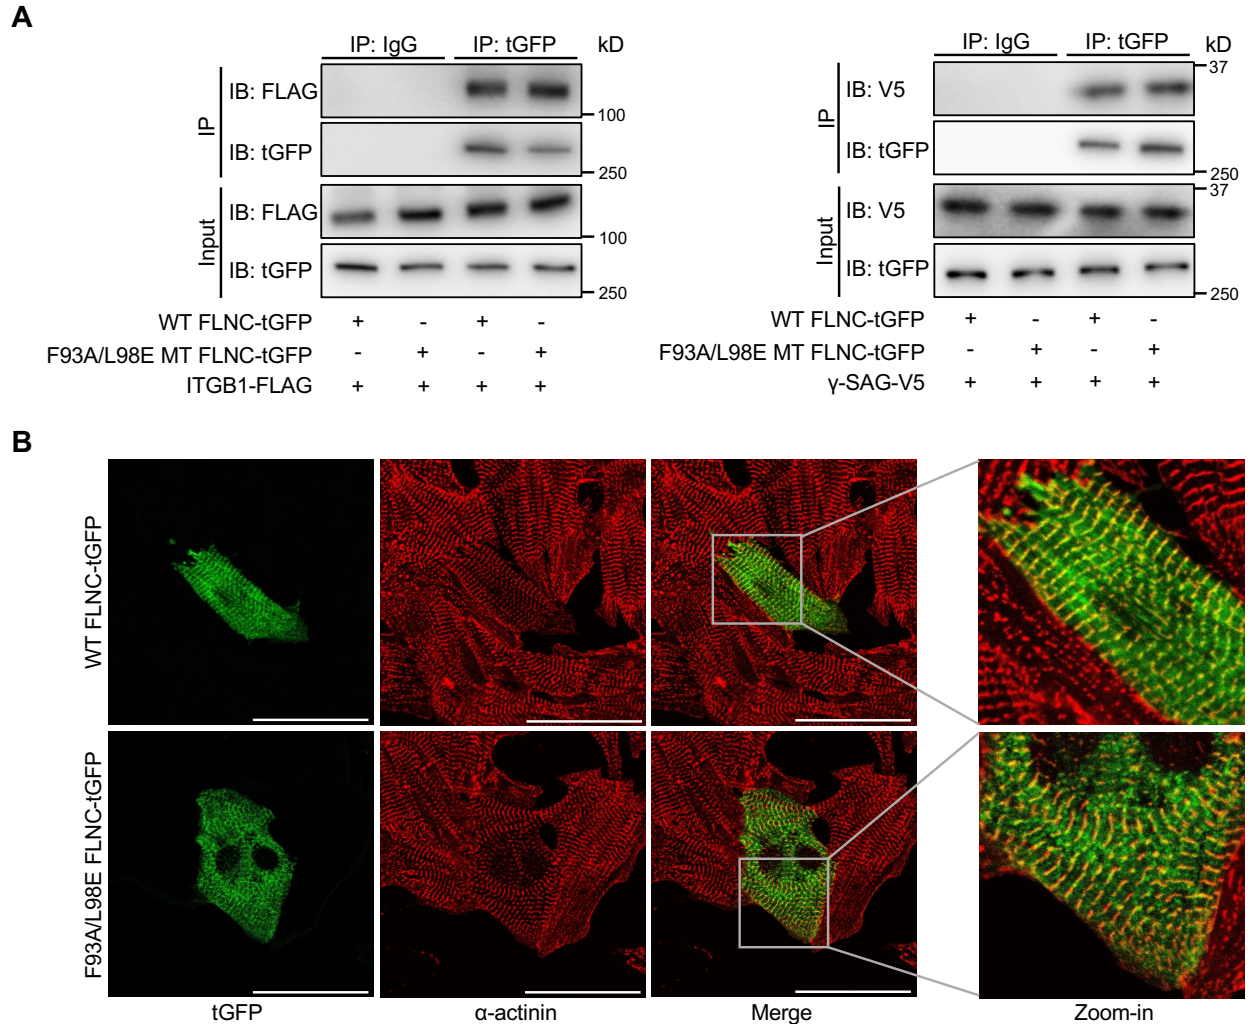 A
IP: IgG IP: tGFP kD
IP
IB: FLAG
100
IB: tGFP
250
Input
IB: FLAG
100
IB: tGFP
250
WT FLNC-tGFP + - + -
F93A/L98E MT FLNC-tGFP - + - +
ITGB1-FLAG + + + +
IP: IgG IP: tGFP kD
37
IP
IB: V5
IB: tGFP
250
37
Input
IB: V5
IB: tGFP
250
WT FLNC-tGFP + - + -
F93A/L98E MT FLNC-tGFP - + - +
γ-SAG-V5 + + + +
B
WT FLNC-tGFP
F93A/L98E FLNC-tGFP
tGFP α-actinin Merge Zoom-in